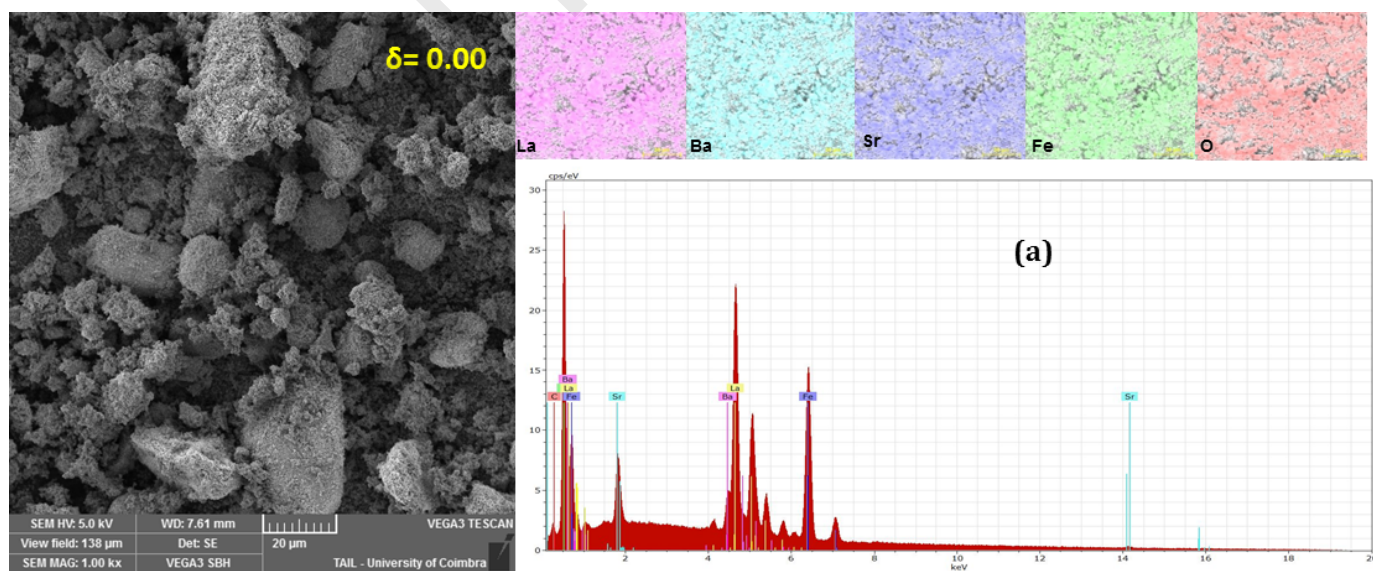 δ= 0.00
SEM HV: 5.0 kV
WD: 7.61 mm
VEGA3 TESCAN
View field: 138 µm
Det: SE
20 µm
SEM MAG: 1.00 kx
VEGA3 SBH
TAIL - University of Coimbra
La
Ba
Sr
Fe
O
cps/eV
(a)
30
25
20
15
10
5
0
Ba
La
C
Fe
Sr
Ba
La
Fe
Sr
2
4
6
8
10
12
14
16
18
20
keV